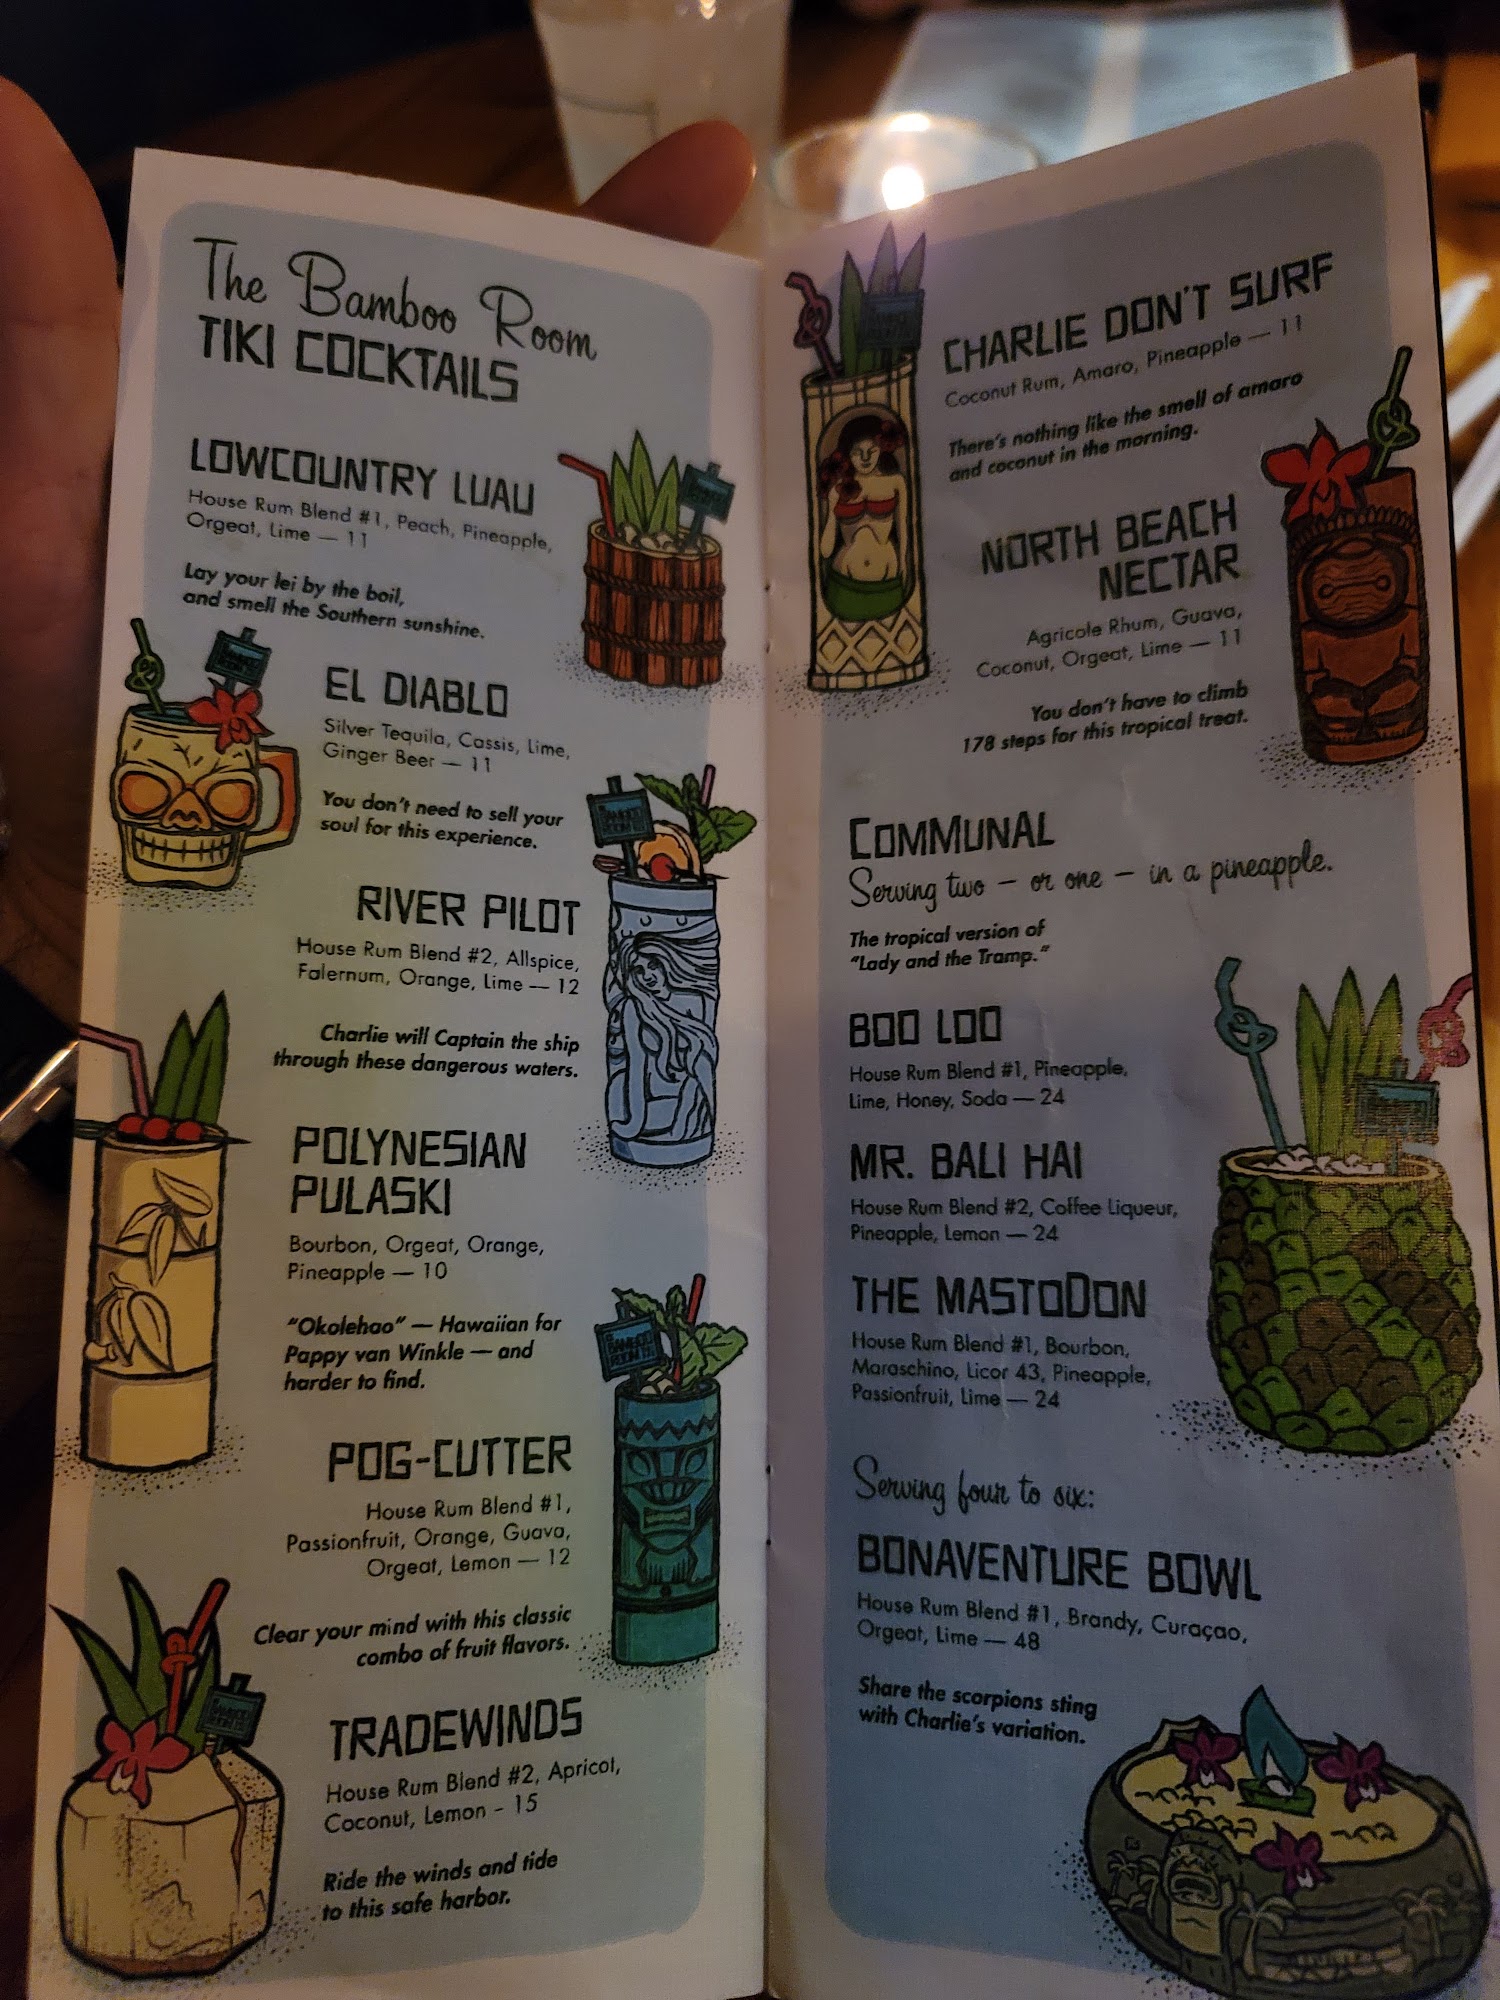 The Bamboo Room
TIKI COCKTAILS
LOWCOUNTRY LUAU
House Rum Blend #1, Peach, Pineapple,
Orgeat, Lime — 11
Lay your lei by the boil,
and smell the Southern sunshine.
EL DIABLO
Silver Tequila, Cassis, Lime,
Ginger Beer — 11
You don't need to sell your
soul for this experience.
RIVER PILOT
House Rum Blend #2, Allspice,
Falernum, Orange, Lime — 12
Charlie will Captain the ship
through these dangerous waters.
POLYNESIAN
PULASKI
Bourbon, Orgeat, Orange,
Pineapple — 10
"Okolehao" — Hawaiian for
Pappy van Winkle — and
harder to find.
POG-CUTTER
House Rum Blend #1,
Passionfruit, Orange, Guava,
Orgeat, Lemon — 12
Clear your mind with this classic
combo of fruit flavors.
TRADEWINDS
House Rum Blend #2, Apricot,
Coconut, Lemon - 15
Ride the winds and tide
to this safe harbor.
BAMBOO
ROOM
BAMBOO
ROOM
CHARLIE DON'T SURF
Coconut Rum, Amaro, Pineapple — 11
There's nothing like the smell of amaro
and coconut in the morning.
NORTH BEACH
NECTAR
Agricole Rhum, Guava,
Coconut, Orgeat, Lime — 11
You don't have to climb
178 steps for this tropical treat.
COMMUNAL
Serving two — or one — in a pineapple.
The tropical version of
"Lady and the Tramp."
BOO LOO
House Rum Blend #1, Pineapple,
Lime, Honey, Soda — 24
MR. BALI HAI
House Rum Blend #2, Coffee Liqueur,
Pineapple, Lemon — 24
THE MASTODON
House Rum Blend #1, Bourbon,
Maraschino, Licor 43, Pineapple,
Passionfruit, Lime — 24
Serving four to six:
BONAVENTURE BOWL
House Rum Blend #1, Brandy, Curaçao,
Orgeat, Lime — 48
Share the scorpions sting
with Charlie's variation.